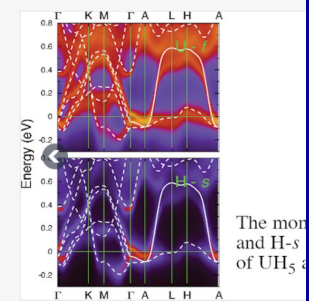 Γ K M Γ A L H A
0.8
U - f
0.6
0.4
0.2
0
-0.2
Energy (eV)
H - s
0.6
0.4
0.2
0
-0.2
Γ K M Γ A L H A
The mon
and H-s
of UH₅ a